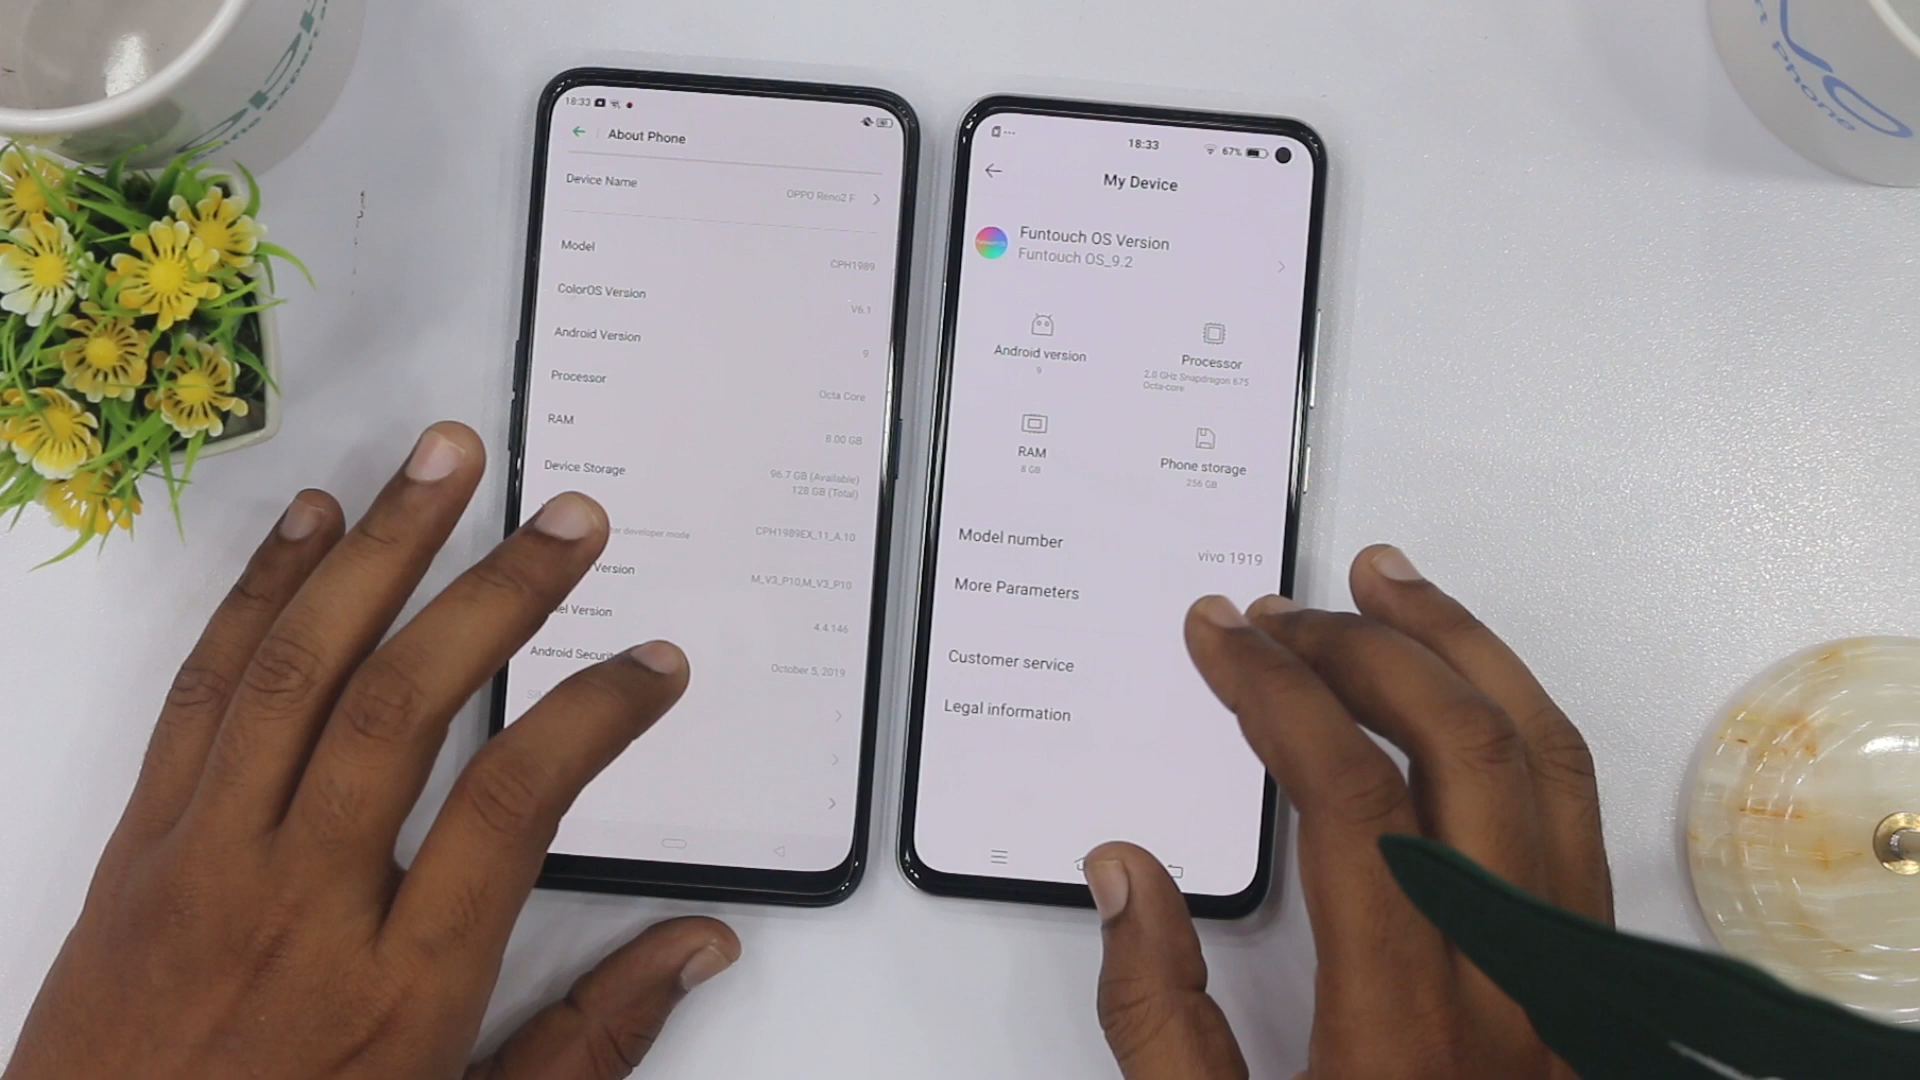 18:33
About Phone
Device Name
OPPO Reno2 F
Model
CPH1989
ColorOS Version
V6.1
Android Version
9
Processor
Octa Core
RAM
8.00 GB
Device Storage
96.7 GB (Available)
128 GB (Total)
developer mode
CPH1989EX_11_A.10
Version
M_V3_P10,M_V3_P10
Version
4.4.146
Android
October 5, 2019
18:33
67%
My Device
Funtouch OS Version
Funtouch OS_9.2
Android version
9
Processor
2.0 GHz Snapdragon 675
Octa-core
RAM
8 GB
Phone storage
256 GB
Model number
vivo 1919
More Parameters
Customer service
Legal information
Phone